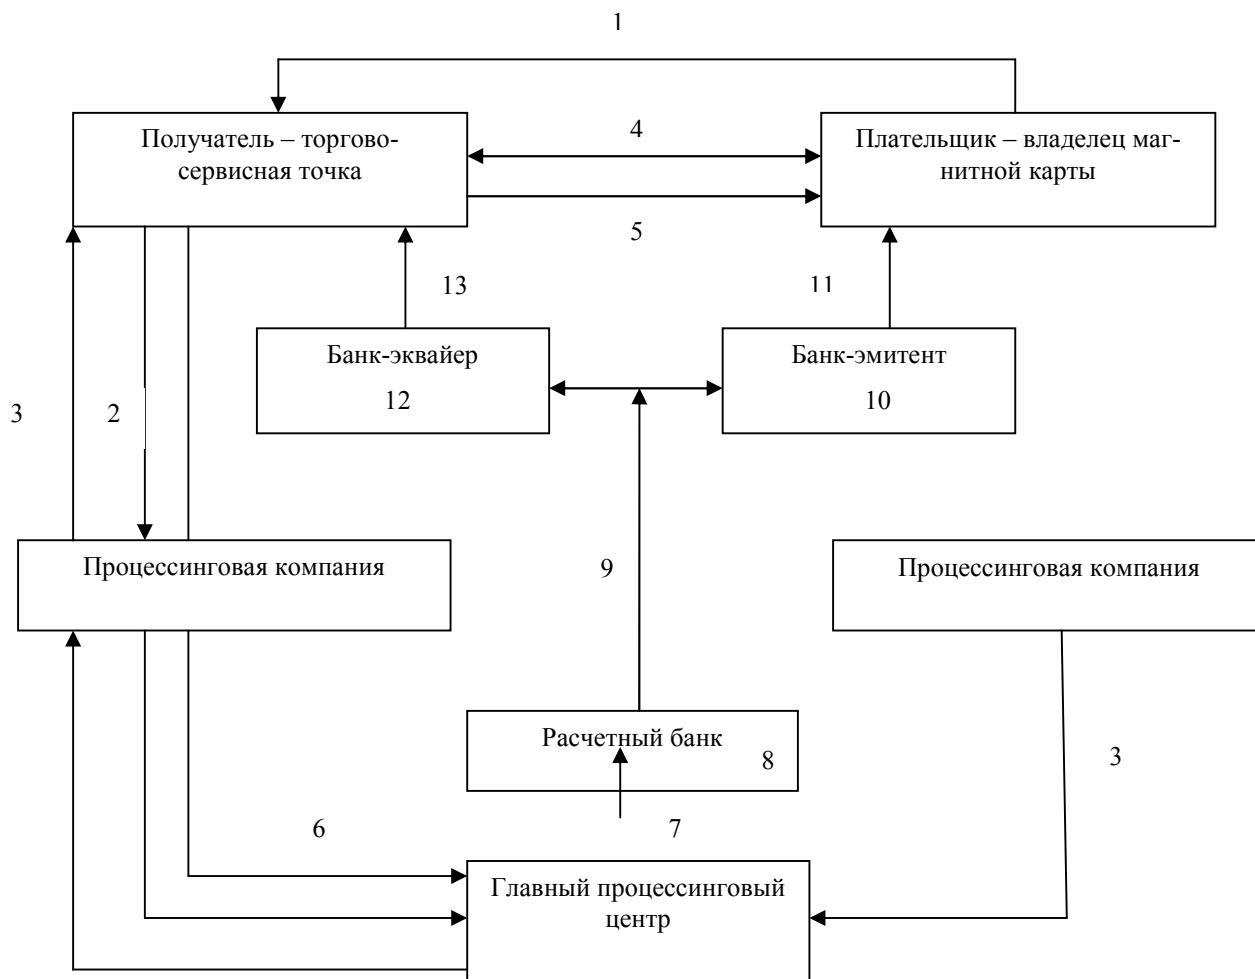 1
Получатель – торгово-
сервисная точка
4
Плательщик – владелец маг-
нитной карты
5
13
11
Банк-эквайер
12
Банк-эмитент
10
3
2
Процессинговая компания
9
Процессинговая компания
Расчетный банк
8
3
6
7
Главный процессинговый
центр